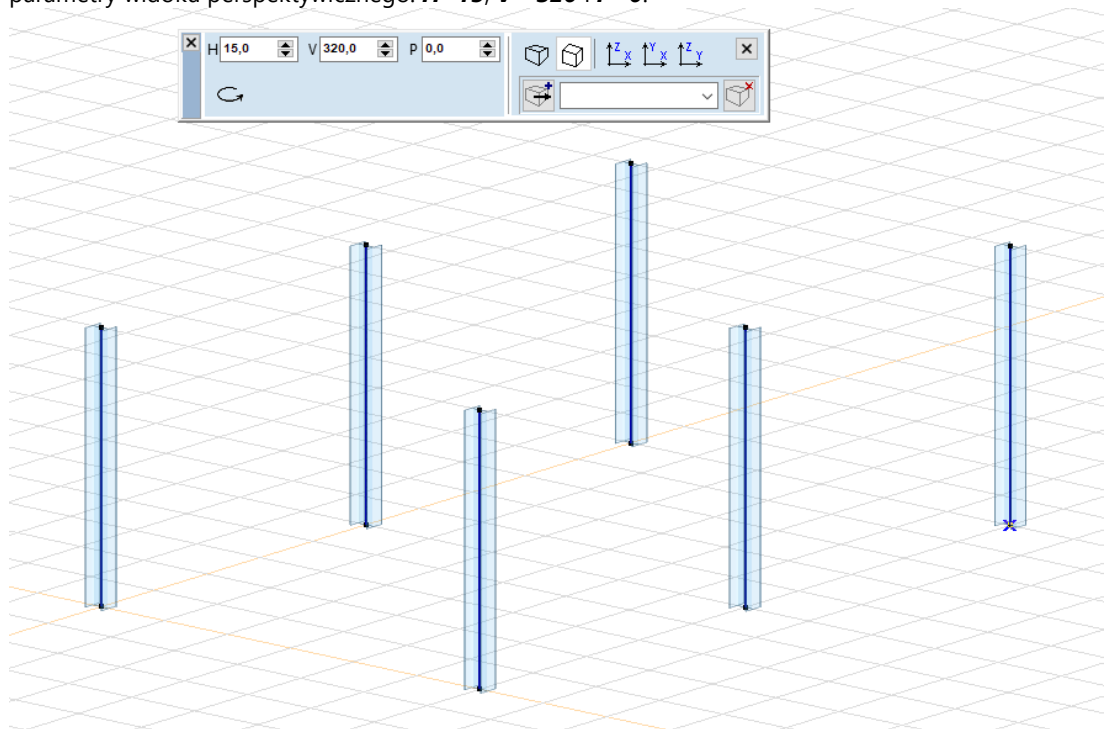 parametry widoku perspektywicznego: H=15, V = 320 i P = 0.
H 15,0 V 320,0 P 0,0
Z X Y X Z Y